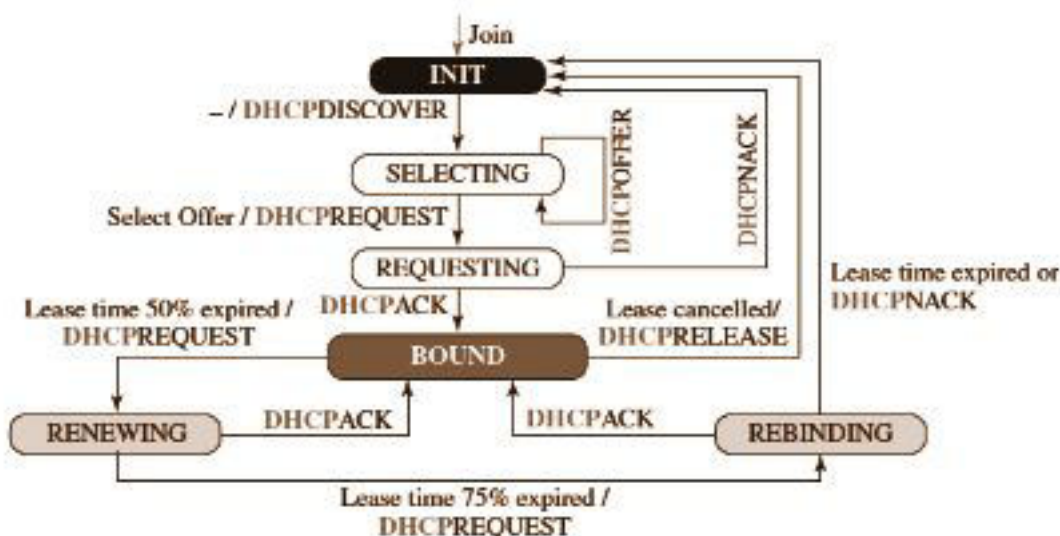 Join
INIT
– / DHCPDISCOVER
DHCPOFFER
DHCPNACK
SELECTING
Select Offer / DHCPREQUEST
REQUESTING
Lease time expired or
DHCPNACK
Lease time 50% expired /
DHCPREQUEST
DHCPACK
Lease cancelled/
DHCPRELEASE
BOUND
RENEWING
DHCPACK
DHCPACK
REBINDING
Lease time 75% expired /
DHCPREQUEST